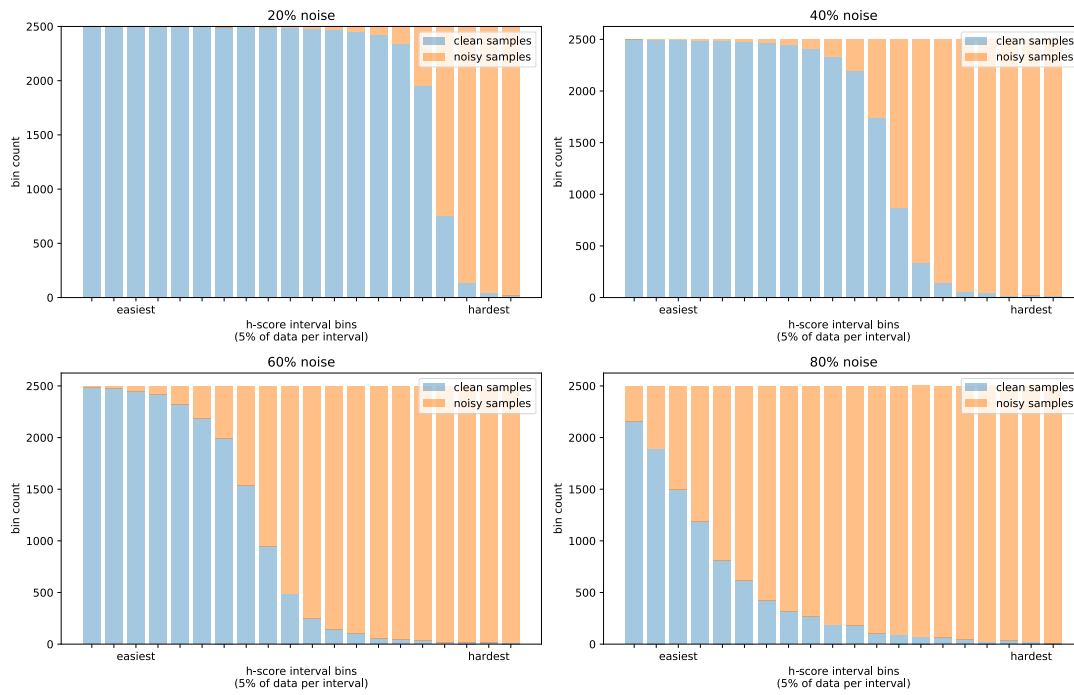 20% noise
2500
2000
1500
1000
500
0
bin count
clean samples
noisy samples
easiest
hardest
h-score interval bins
(5% of data per interval)
40% noise
2500
2000
1500
1000
500
0
bin count
clean samples
noisy samples
easiest
hardest
h-score interval bins
(5% of data per interval)
60% noise
2500
2000
1500
1000
500
0
bin count
clean samples
noisy samples
easiest
hardest
h-score interval bins
(5% of data per interval)
80% noise
2500
2000
1500
1000
500
0
bin count
clean samples
noisy samples
easiest
hardest
h-score interval bins
(5% of data per interval)